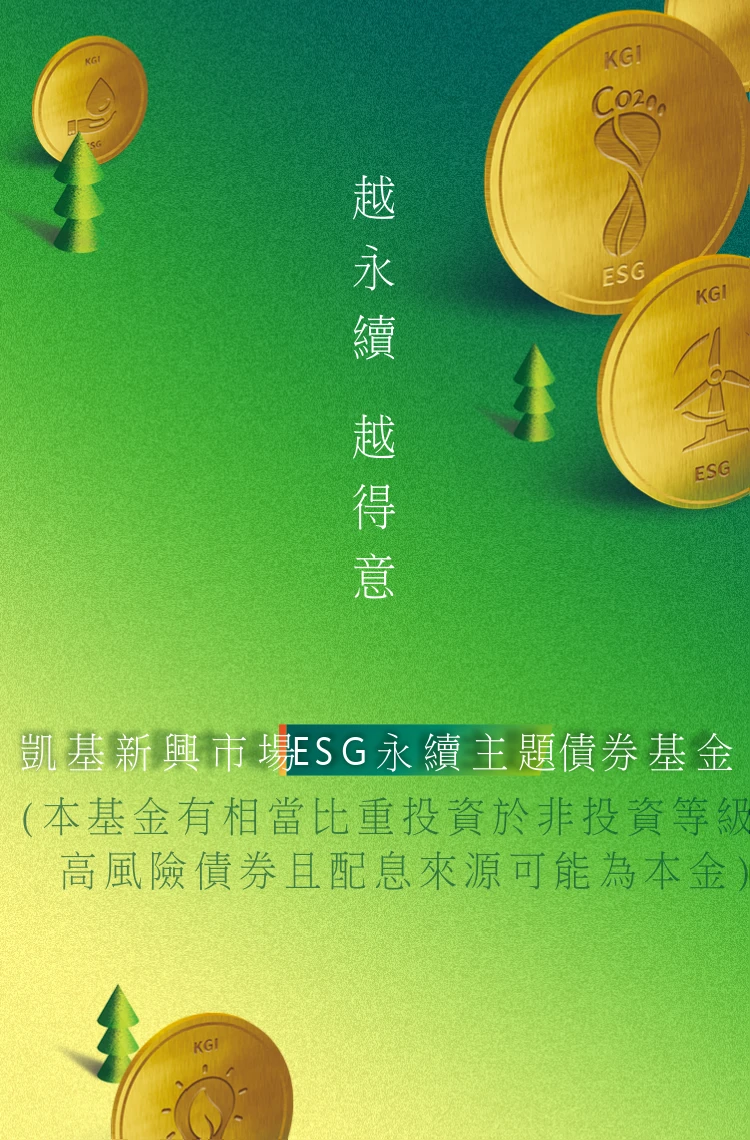 KGI
ESG
KGI
CO2
ESG
KGI
ESG
越永續 越得意
凱基新興市場ESG永續主題債券基金
(本基金有相當比重投資於非投資等級
高風險債券且配息來源可能為本金)
KGI